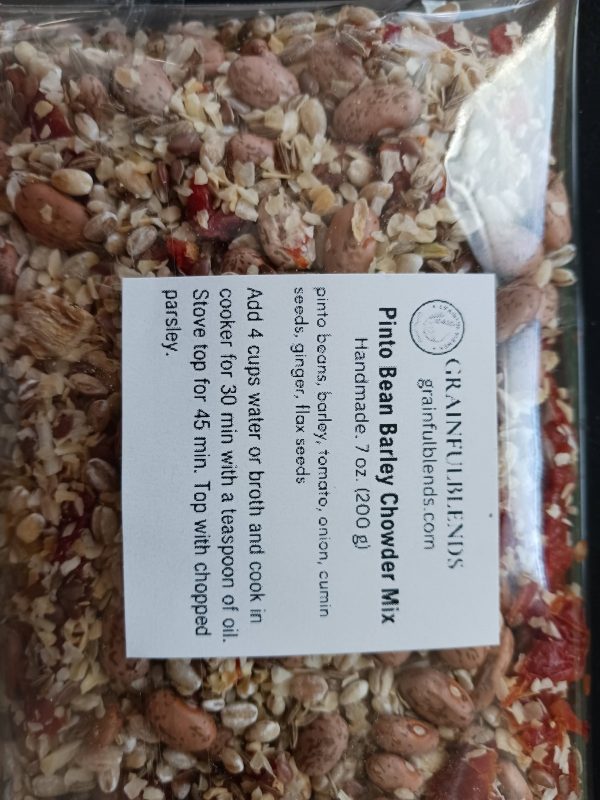 GRAINFULBLENDS
grainfulblends.com
Pinto Bean Barley Chowder Mix
Handmade. 7 oz. (200 g)
pinto beans, barley, tomato, onion, cumin
seeds, ginger, flax seeds
Add 4 cups water or broth and cook in
cooker for 30 min with a teaspoon of oil.
Stove top for 45 min. Top with chopped
parsley.